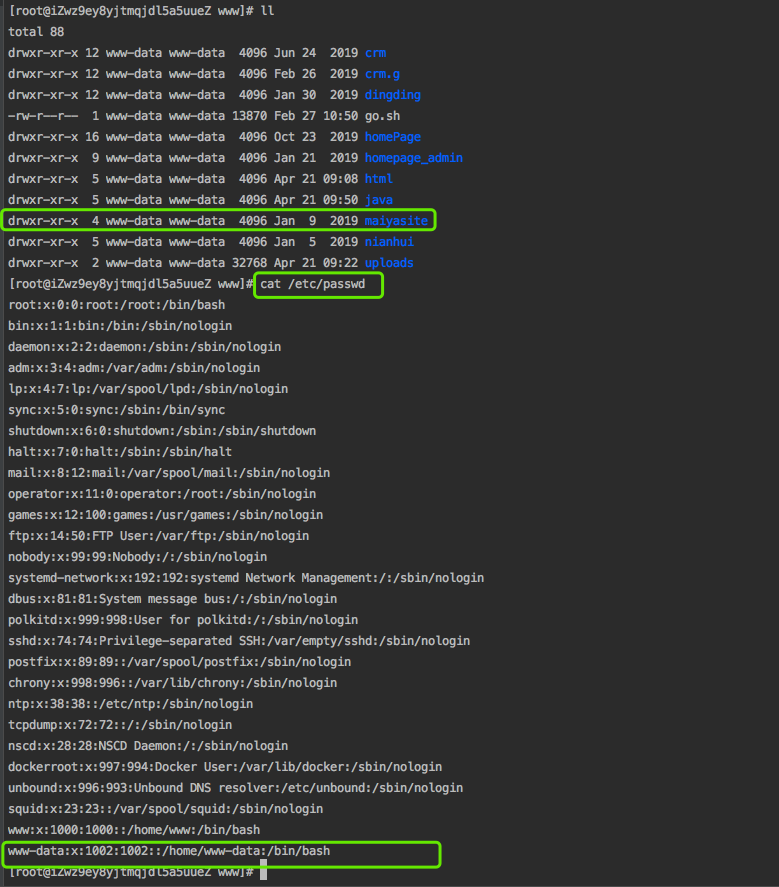 [root@iZwz9ey8yjtmqjdl5a5uueZ www]# ll
total 88
drwxr-xr-x 12 www-data www-data  4096 Jun 24  2019 crm
drwxr-xr-x 12 www-data www-data  4096 Feb 26  2019 crm.g
drwxr-xr-x 12 www-data www-data  4096 Jan 30  2019 dingding
-rw-r--r--  1 www-data www-data 13870 Feb 27 10:50 go.sh
drwxr-xr-x 16 www-data www-data  4096 Oct 23  2019 homePage
drwxr-xr-x  9 www-data www-data  4096 Jan 21  2019 homepage_admin
drwxr-xr-x  5 www-data www-data  4096 Apr 21 09:08 html
drwxr-xr-x  5 www-data www-data  4096 Apr 21 09:50 java
drwxr-xr-x  4 www-data www-data  4096 Jan  9  2019 maiyasite
drwxr-xr-x  5 www-data www-data  4096 Jan  5  2019 nianhui
drwxr-xr-x  2 www-data www-data 32768 Apr 21 09:22 uploads
[root@iZwz9ey8yjtmqjdl5a5uueZ www]# cat /etc/passwd
root:x:0:0:root:/root:/bin/bash
bin:x:1:1:bin:/bin:/sbin/nologin
daemon:x:2:2:daemon:/sbin:/sbin/nologin
adm:x:3:4:adm:/var/adm:/sbin/nologin
lp:x:4:7:lp:/var/spool/lpd:/sbin/nologin
sync:x:5:0:sync:/sbin:/bin/sync
shutdown:x:6:0:shutdown:/sbin:/sbin/shutdown
halt:x:7:0:halt:/sbin:/sbin/halt
mail:x:8:12:mail:/var/spool/mail:/sbin/nologin
operator:x:11:0:operator:/root:/sbin/nologin
games:x:12:100:games:/usr/games:/sbin/nologin
ftp:x:14:50:FTP User:/var/ftp:/sbin/nologin
nobody:x:99:99:Nobody:/:/sbin/nologin
systemd-network:x:192:192:systemd Network Management:/:/sbin/nologin
dbus:x:81:81:System message bus:/:/sbin/nologin
polkitd:x:999:998:User for polkitd:/:/sbin/nologin
sshd:x:74:74:Privilege-separated SSH:/var/empty/sshd:/sbin/nologin
postfix:x:89:89::/var/spool/postfix:/sbin/nologin
chrony:x:998:996::/var/lib/chrony:/sbin/nologin
ntp:x:38:38::/etc/ntp:/sbin/nologin
tcpdump:x:72:72::/:/sbin/nologin
nscd:x:28:28:NSCD Daemon:/:/sbin/nologin
dockerroot:x:997:994:Docker User:/var/lib/docker:/sbin/nologin
unbound:x:996:993:Unbound DNS resolver:/etc/unbound:/sbin/nologin
squid:x:23:23::/var/spool/squid:/sbin/nologin
www:x:1000:1000::/home/www:/bin/bash
www-data:x:1002:1002::/home/www-data:/bin/bash
[root@iZwz9ey8yjtmqjdl5a5uueZ www]#